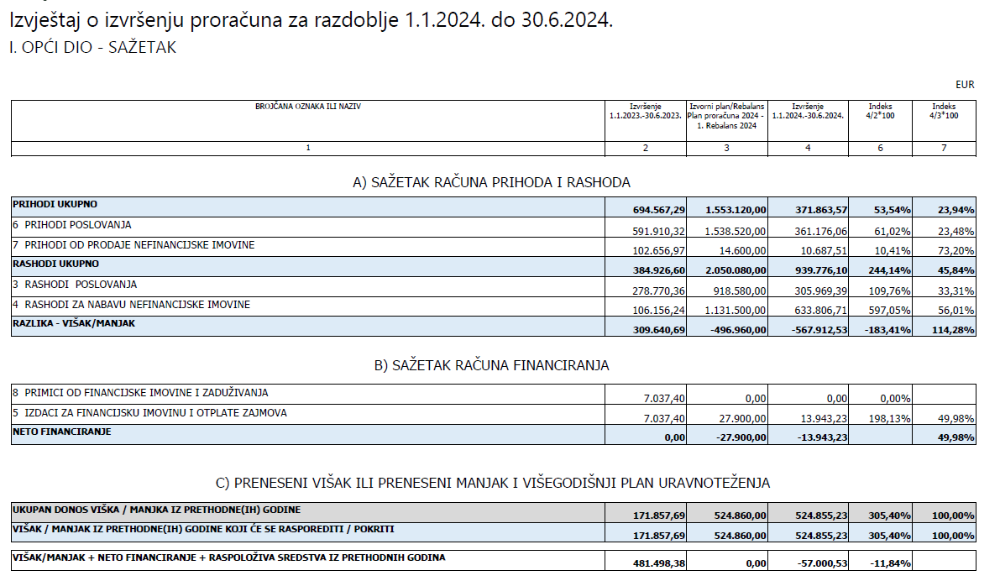 Izvještaj o izvršenju proračuna za razdoblje 1.1.2024. do 30.6.2024.
I. OPĆI DIO - SAŽETAK
EUR
BROJČANA OZNAKA ILI NAZIV Izvršenje 1.1.2023.-30.6.2023. Izvorni plan/Rebalans Plan proračuna 2024 - 1. Rebalans 2024 Izvršenje 1.1.2024.-30.6.2024. Indeks 4/2*100 Indeks 4/3*100
1 2 3 4 6 7
A) SAŽETAK RAČUNA PRIHODA I RASHODA
PRIHODI UKUPNO 694.567,29 1.553.120,00 371.863,57 53,54% 23,94%
6 PRIHODI POSLOVANJA 591.910,32 1.538.520,00 361.176,06 61,02% 23,48%
7 PRIHODI OD PRODAJE NEFINANCIJSKE IMOVINE 102.656,97 14.600,00 10.687,51 10,41% 73,20%
RASHODI UKUPNO 384.926,60 2.050.080,00 939.776,10 244,14% 45,84%
3 RASHODI POSLOVANJA 278.770,36 918.580,00 305.969,39 109,76% 33,31%
4 RASHODI ZA NABAVU NEFINANCIJSKE IMOVINE 106.156,24 1.131.500,00 633.806,71 597,05% 56,01%
RAZLIKA - VIŠAK/MANJAK 309.640,69 -496.960,00 -567.912,53 -183,41% 114,28%
B) SAŽETAK RAČUNA FINANCIRANJA
8 PRIMICI OD FINANCIJSKE IMOVINE I ZADUŽIVANJA 7.037,40 0,00 0,00 0,00%
5 IZDACI ZA FINANCIJSKU IMOVINU I OTPLATE ZAJMOVA 7.037,40 27.900,00 13.943,23 198,13% 49,98%
NETO FINANCIRANJE 0,00 -27.900,00 -13.943,23 49,98%
C) PRENESENI VIŠAK ILI PRENESENI MANJAK I VIŠEGODIŠNJI PLAN URAVNOTEŽENJA
UKUPAN DONOS VIŠKA / MANJKA IZ PRETHODNE(IH) GODINE 171.857,69 524.860,00 524.855,23 305,40% 100,00%
VIŠAK / MANJAK IZ PRETHODNE(IH) GODINE KOJI ĆE SE RASPOREDITI / POKRITI 171.857,69 524.860,00 524.855,23 305,40% 100,00%
VIŠAK/MANJAK + NETO FINANCIRANJE + RASPOLOŽIVA SREDSTVA IZ PRETHODNIH GODINA 481.498,38 0,00 -57.000,53 -11,84%